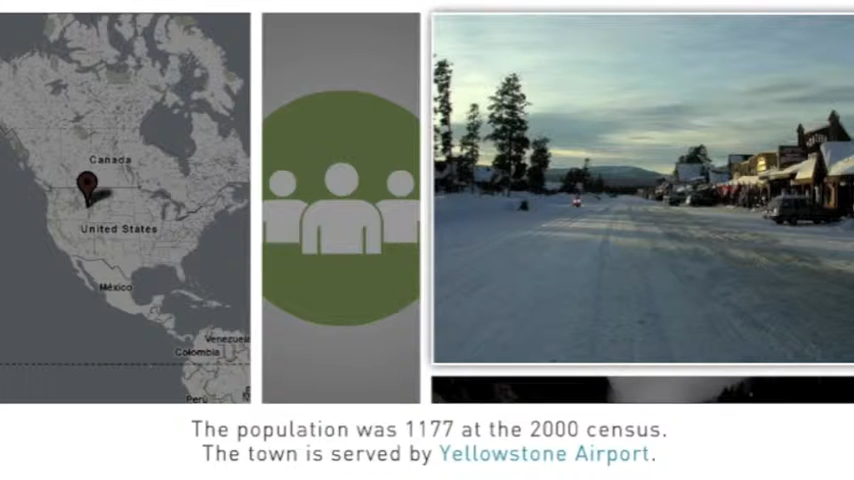 Canada
United States
México
Venezuela
Colombia
Perú
The population was 1177 at the 2000 census.
The town is served by Yellowstone Airport.